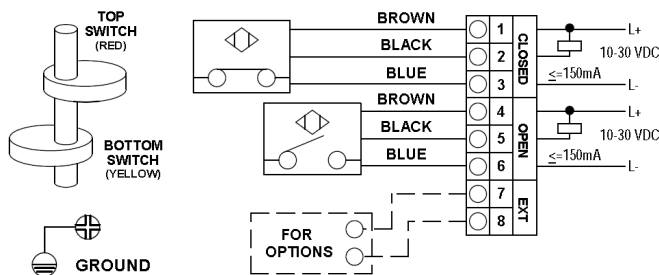 TOP
SWITCH
(RED)
BOTTOM
SWITCH
(YELLOW)
GROUND
BROWN
BLACK
BLUE
BROWN
BLACK
BLUE
FOR
OPTIONS
1
2
3
4
5
6
7
8
CLOSED
OPEN
EXT
L+
10-30 VDC
<=150mA
L-
L+
10-30 VDC
<=150mA
L-